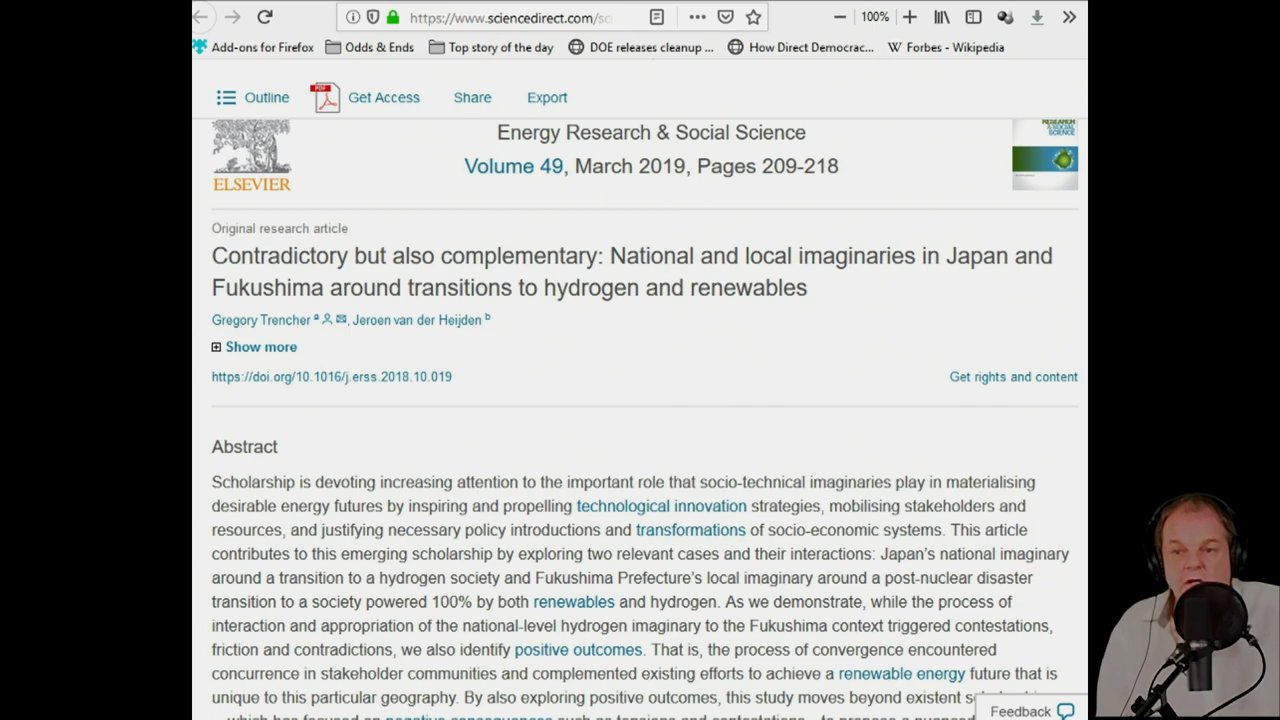 https://www.sciencedirect.com/sc
100%
Add-ons for Firefox
Odds & Ends
Top story of the day
DOE releases cleanup ...
How Direct Democrac...
W Forbes - Wikipedia
Outline
PDF
Get Access
Share
Export
ELSEVIER
Energy Research & Social Science
Volume 49, March 2019, Pages 209-218
RESEARCH
& SOCIAL
SCIENCE
Original research article
Contradictory but also complementary: National and local imaginaries in Japan and
Fukushima around transitions to hydrogen and renewables
Gregory Trencher a, Jeroen van der Heijden b
Show more
https://doi.org/10.1016/j.erss.2018.10.019
Get rights and content
Abstract
Scholarship is devoting increasing attention to the important role that socio-technical imaginaries play in materialising
desirable energy futures by inspiring and propelling technological innovation strategies, mobilising stakeholders and
resources, and justifying necessary policy introductions and transformations of socio-economic systems. This article
contributes to this emerging scholarship by exploring two relevant cases and their interactions: Japan's national imaginary
around a transition to a hydrogen society and Fukushima Prefecture's local imaginary around a post-nuclear disaster
transition to a society powered 100% by both renewables and hydrogen. As we demonstrate, while the process of
interaction and appropriation of the national-level hydrogen imaginary to the Fukushima context triggered contestations,
friction and contradictions, we also identify positive outcomes. That is, the process of convergence encountered
concurrence in stakeholder communities and complemented existing efforts to achieve a renewable energy future that is
unique to this particular geography. By also exploring positive outcomes, this study moves beyond existent
Feedback